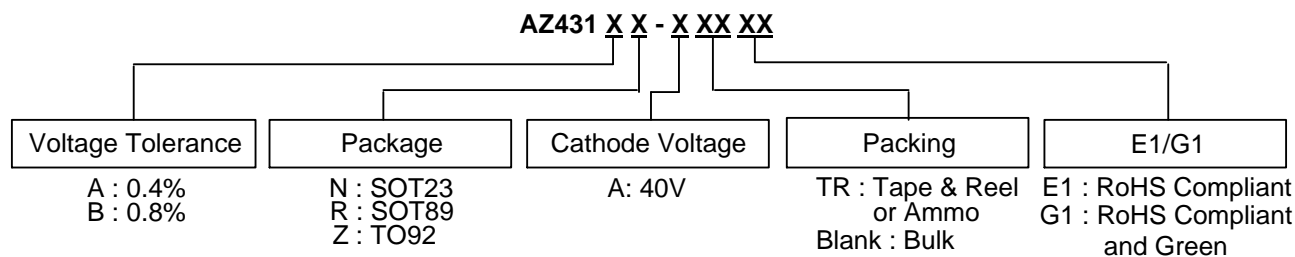 AZ431 X X - X XX XX
Voltage Tolerance
A : 0.4%
B : 0.8%
Package
N : SOT23
R : SOT89
Z : TO92
Cathode Voltage
A: 40V
Packing
TR : Tape & Reel
or Ammo
Blank : Bulk
E1/G1
E1 : RoHS Compliant
G1 : RoHS Compliant
and Green